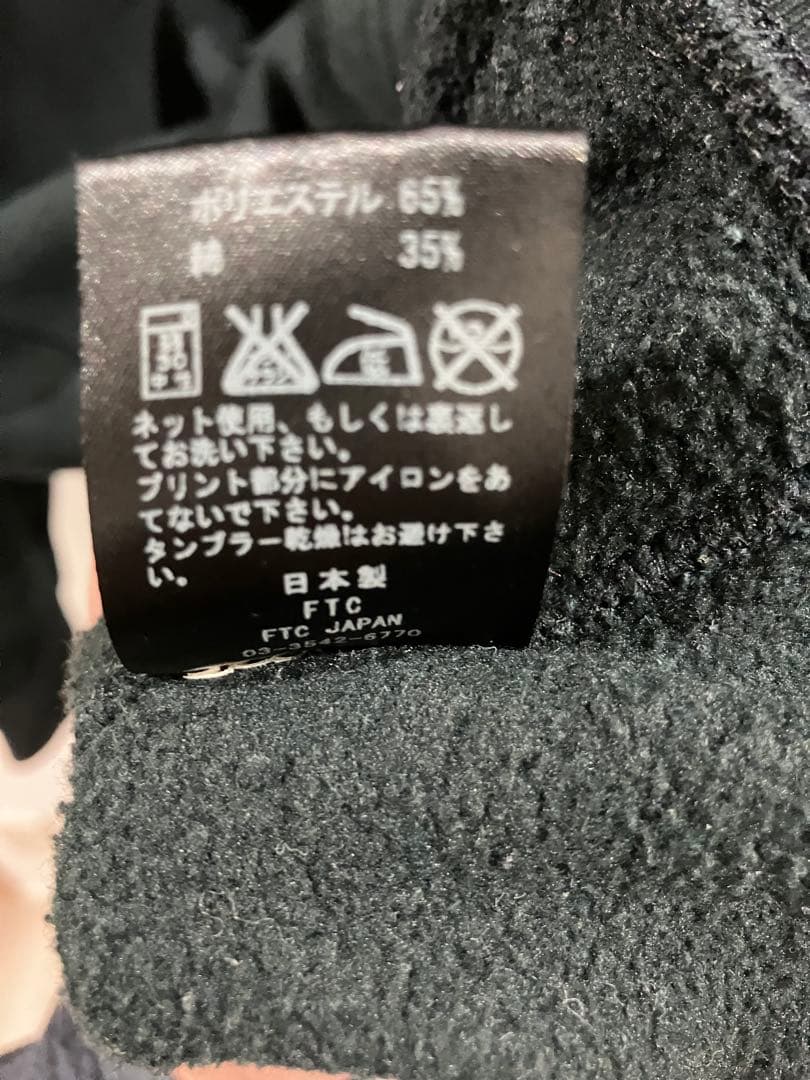 ポリエステル 65%
綿 35%
ネット使用、もしくは裏返し
てお洗い下さい。
プリント部分にアイロンをあ
てないで下さい。
タンブラー乾燥はお避け下さ
い。
日本製
FTC
FTC JAPAN
03-3542-6770